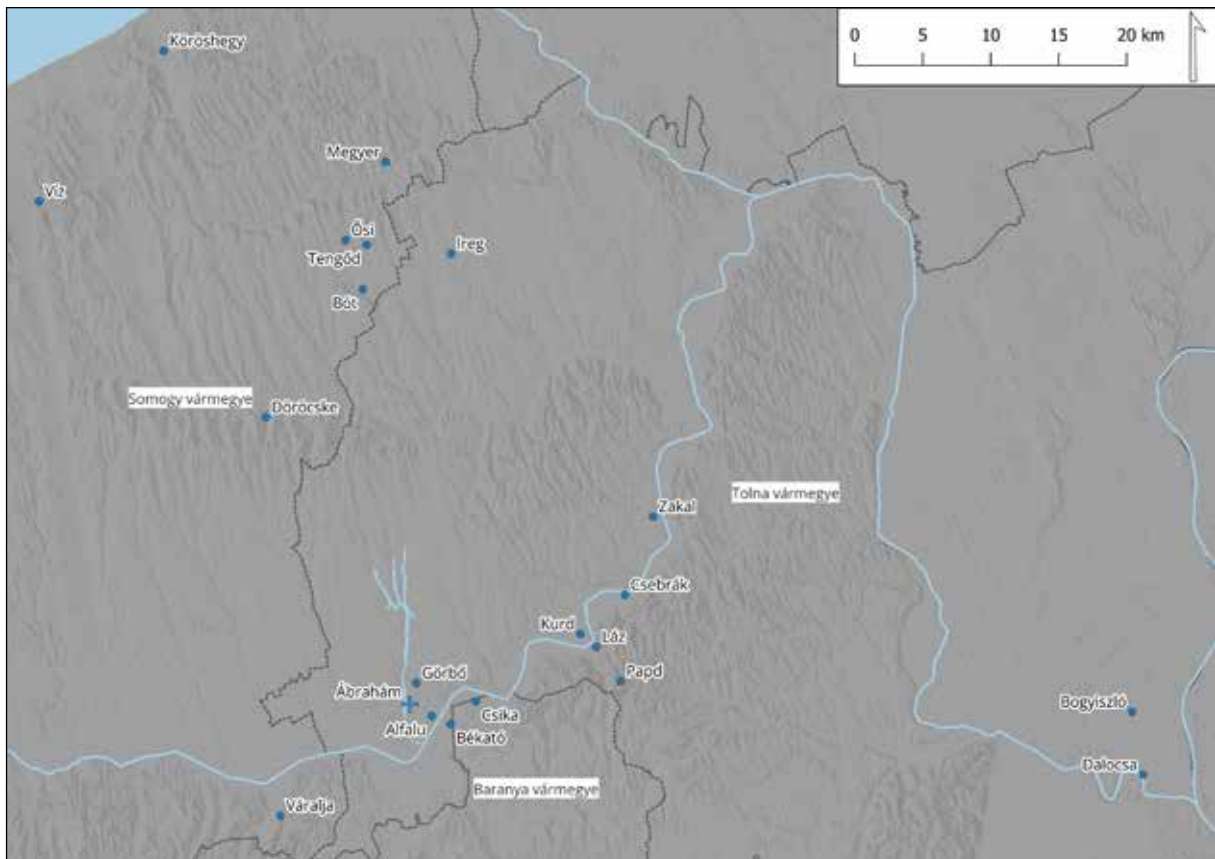 Kőröshegy
0 5 10 15 20 km
Megyer
Víz
Ősi
Tengőd
Ireg
Bót
Somogy vármegye
Döröcske
Tolna vármegye
Zakal
Csebrák
Kurd
Láz
Papd
Görbő
Ábrahám
Csika
Alfalu
Békató
Bogyiszló
Dalocsa
Baranya vármegye
Váralja